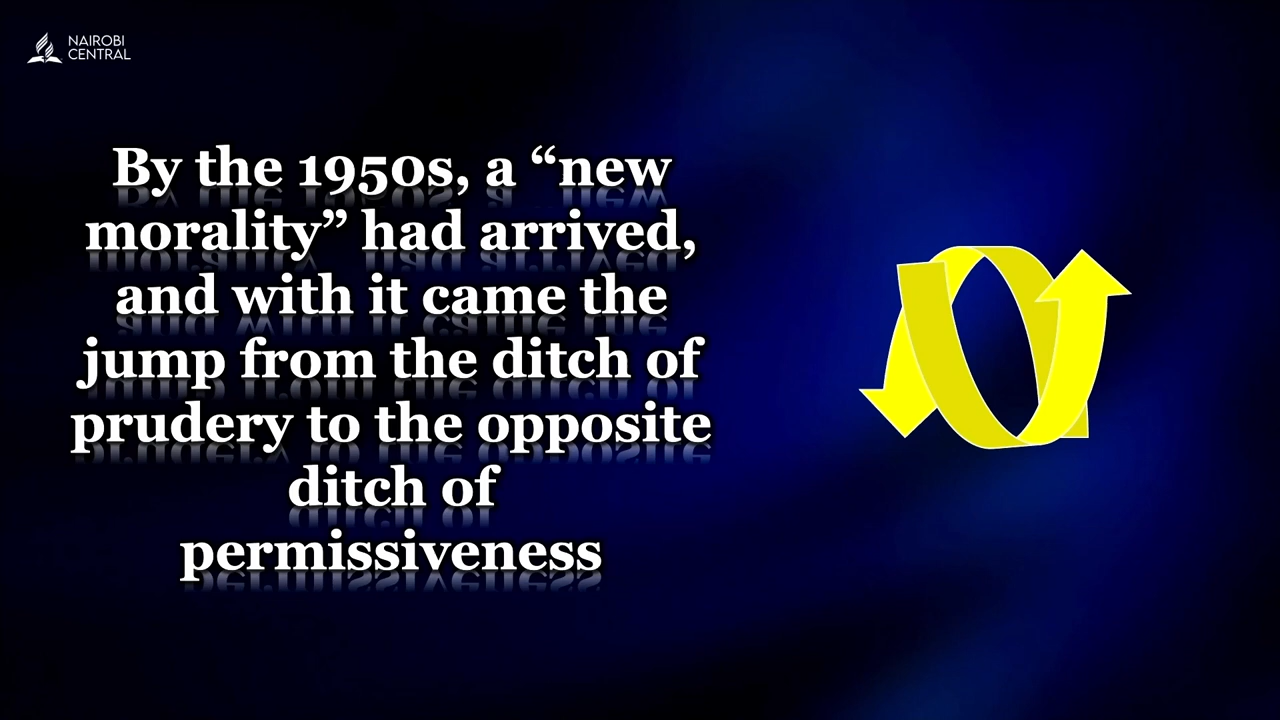 NAIROBI
CENTRAL
By the 1950s, a “new
morality” had arrived,
and with it came the
jump from the ditch of
prudery to the opposite
ditch of
permissiveness